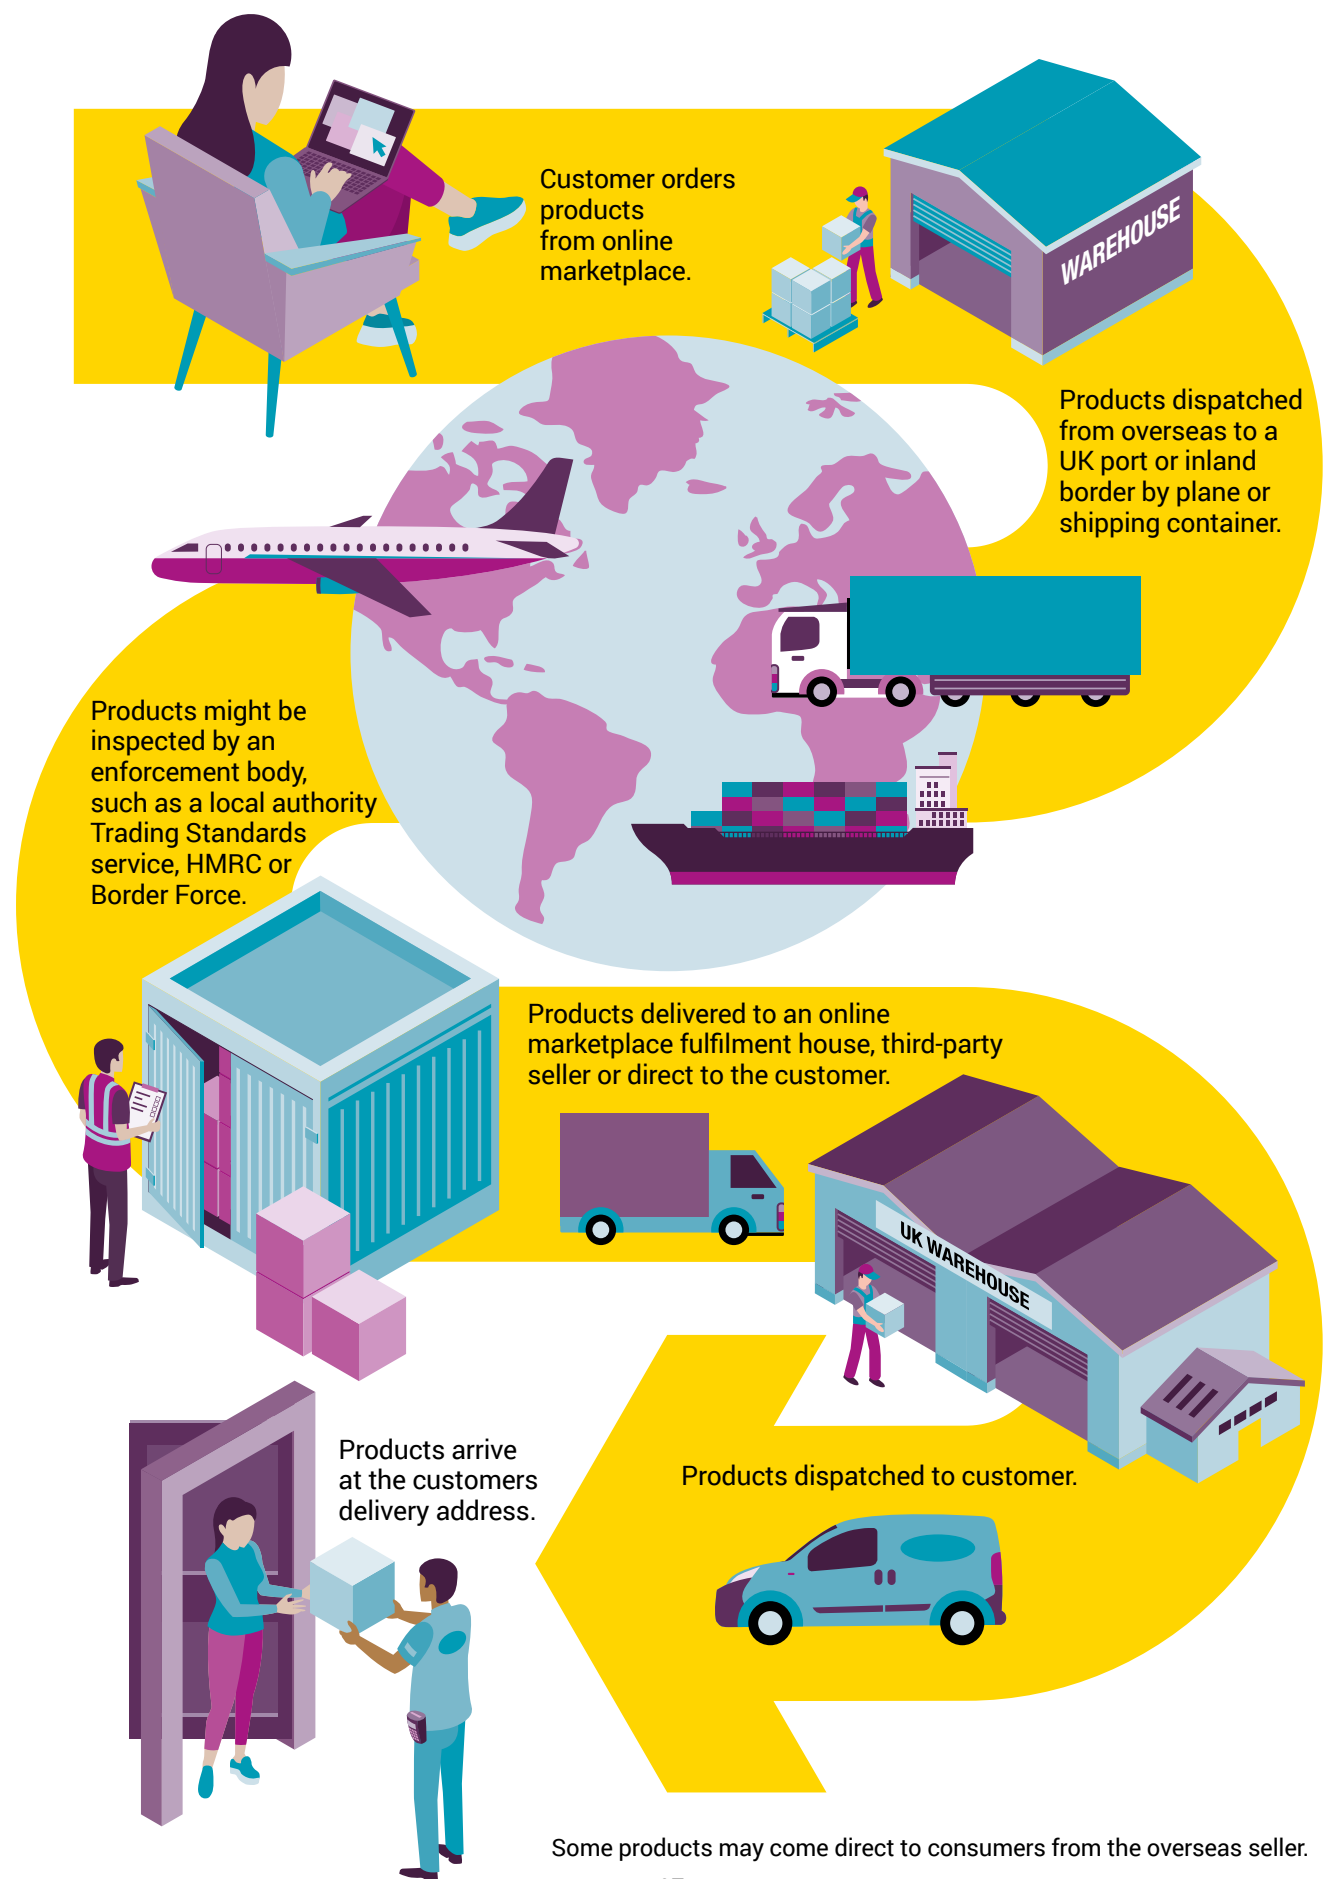 Customer orders
products
from online
marketplace.
WAREHOUSE
Products dispatched
from overseas to a
UK port or inland
border by plane or
shipping container.
Products might be
inspected by an
enforcement body,
such as a local authority
Trading Standards
service, HMRC or
Border Force.
Products delivered to an online
marketplace fulfilment house, third-party
seller or direct to the customer.
UK WAREHOUSE
Products arrive
at the customers
delivery address.
Products dispatched to customer.
Some products may come direct to consumers from the overseas seller.